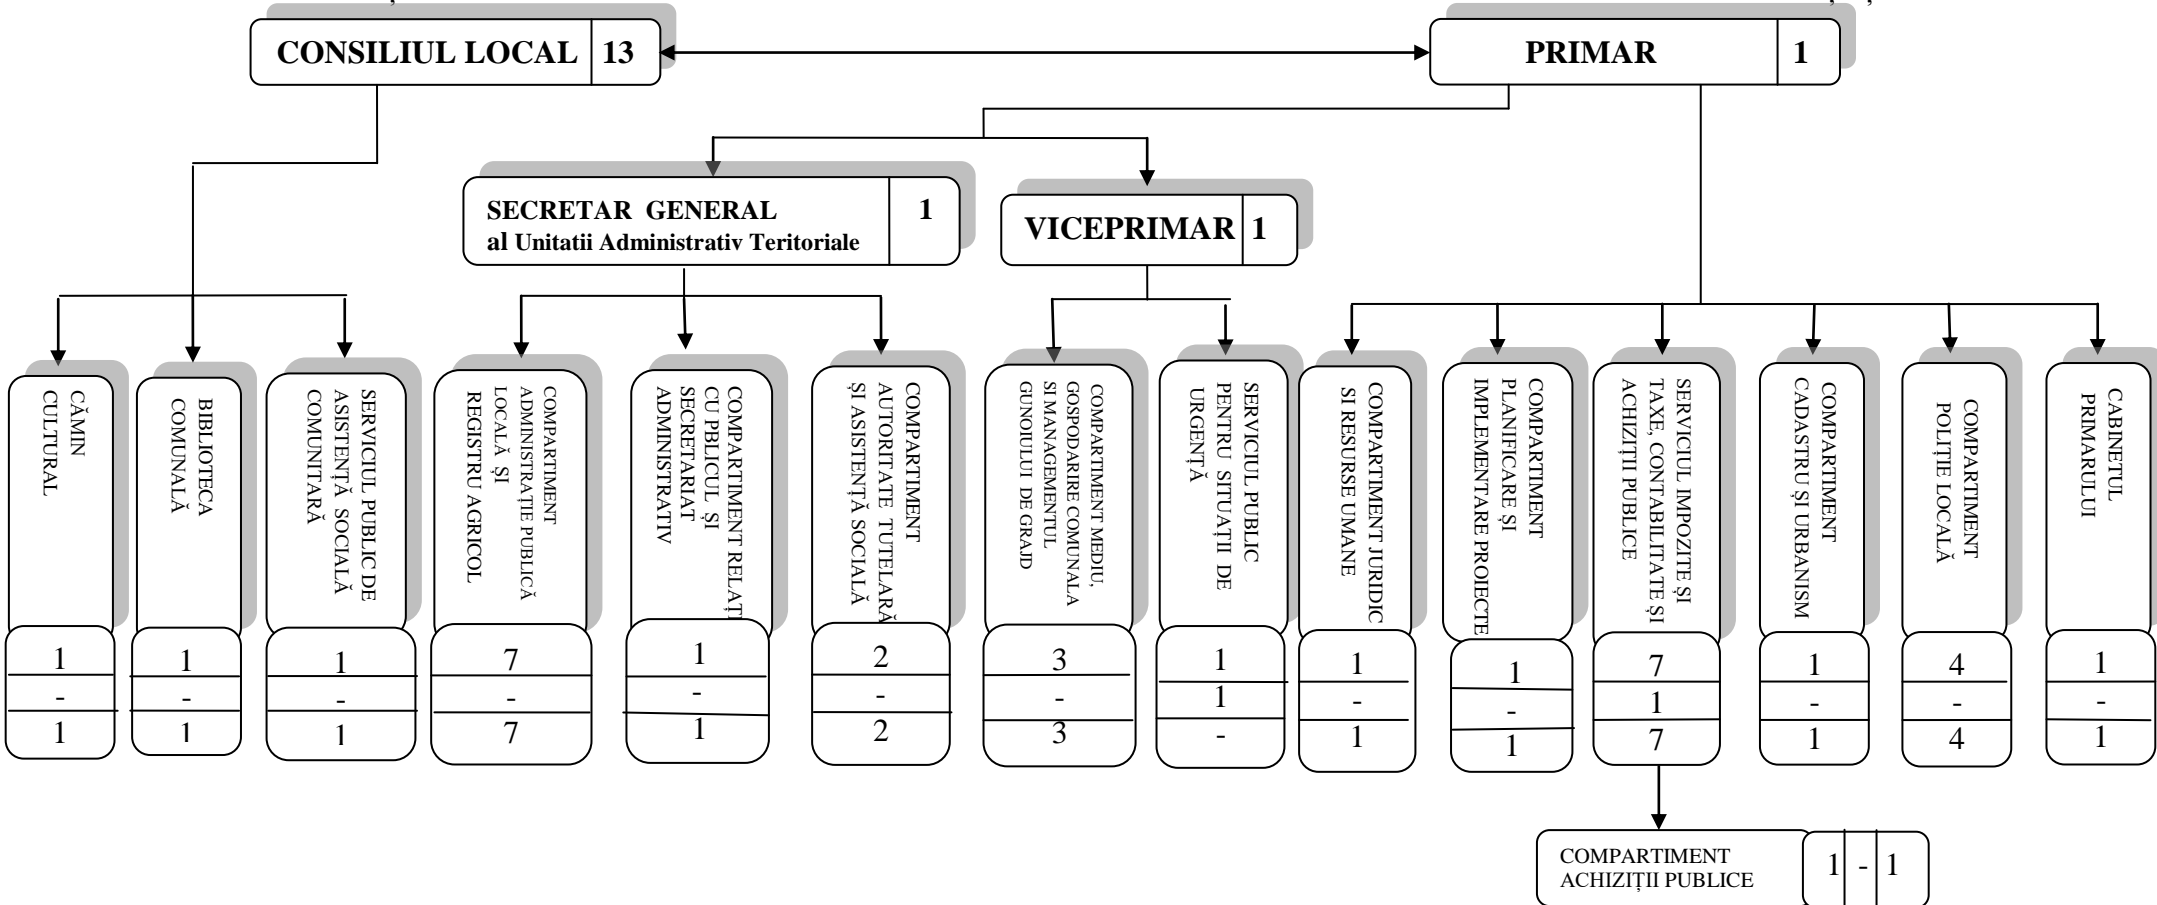 CONSILIUL LOCAL 13
PRIMAR 1
SECRETAR GENERAL 1
al Unitatii Administrativ Teritoriale
VICEPRIMAR 1
CĂMIN
CULTURAL
1
-
1
BIBLIOTECA
COMUNALĂ
1
-
1
SERVICIUL PUBLIC DE
ASISTENȚĂ SOCIALĂ
COMUNITARĂ
1
-
1
COMPARTIMENT
ADMINISTRAȚIE PUBLICĂ
LOCALĂ ȘI
REGISTRU AGRICOL
7
-
7
COMPARTIMENT RELAȚI
CU PBLICUL ȘI
SECRETARIAT
ADMINISTRATIV
1
-
1
COMPARTIMENT
AUTORITATE TUTELARĂ
ȘI ASISTENȚĂ SOCIALĂ
2
-
2
COMPARTIMENT MEDIU,
GOSPODARIRE COMUNALA
SI MANAGEMENTUL
GUNOIULUI DE GRAJD
3
-
3
SERVICIUL PUBLIC
PENTRU SITUAȚII DE
URGENȚĂ
1
1
-
COMPARTIMENT JURIDIC
SI RESURSE UMANE
1
-
1
COMPARTIMENT
PLANIFICARE ȘI
IMPLEMENTARE PROIECTE
1
-
1
SERVICIUL IMPOZITE ȘI
TAXE, CONTABILITATE ȘI
ACHIZIȚII PUBLICE
7
1
7
COMPARTIMENT
CADASTRU ȘI URBANISM
1
-
1
COMPARTIMENT
POLIȚIE LOCALĂ
4
-
4
CABINETUL
PRIMARULUI
1
-
1
COMPARTIMENT
ACHIZIȚII PUBLICE
1 - 1